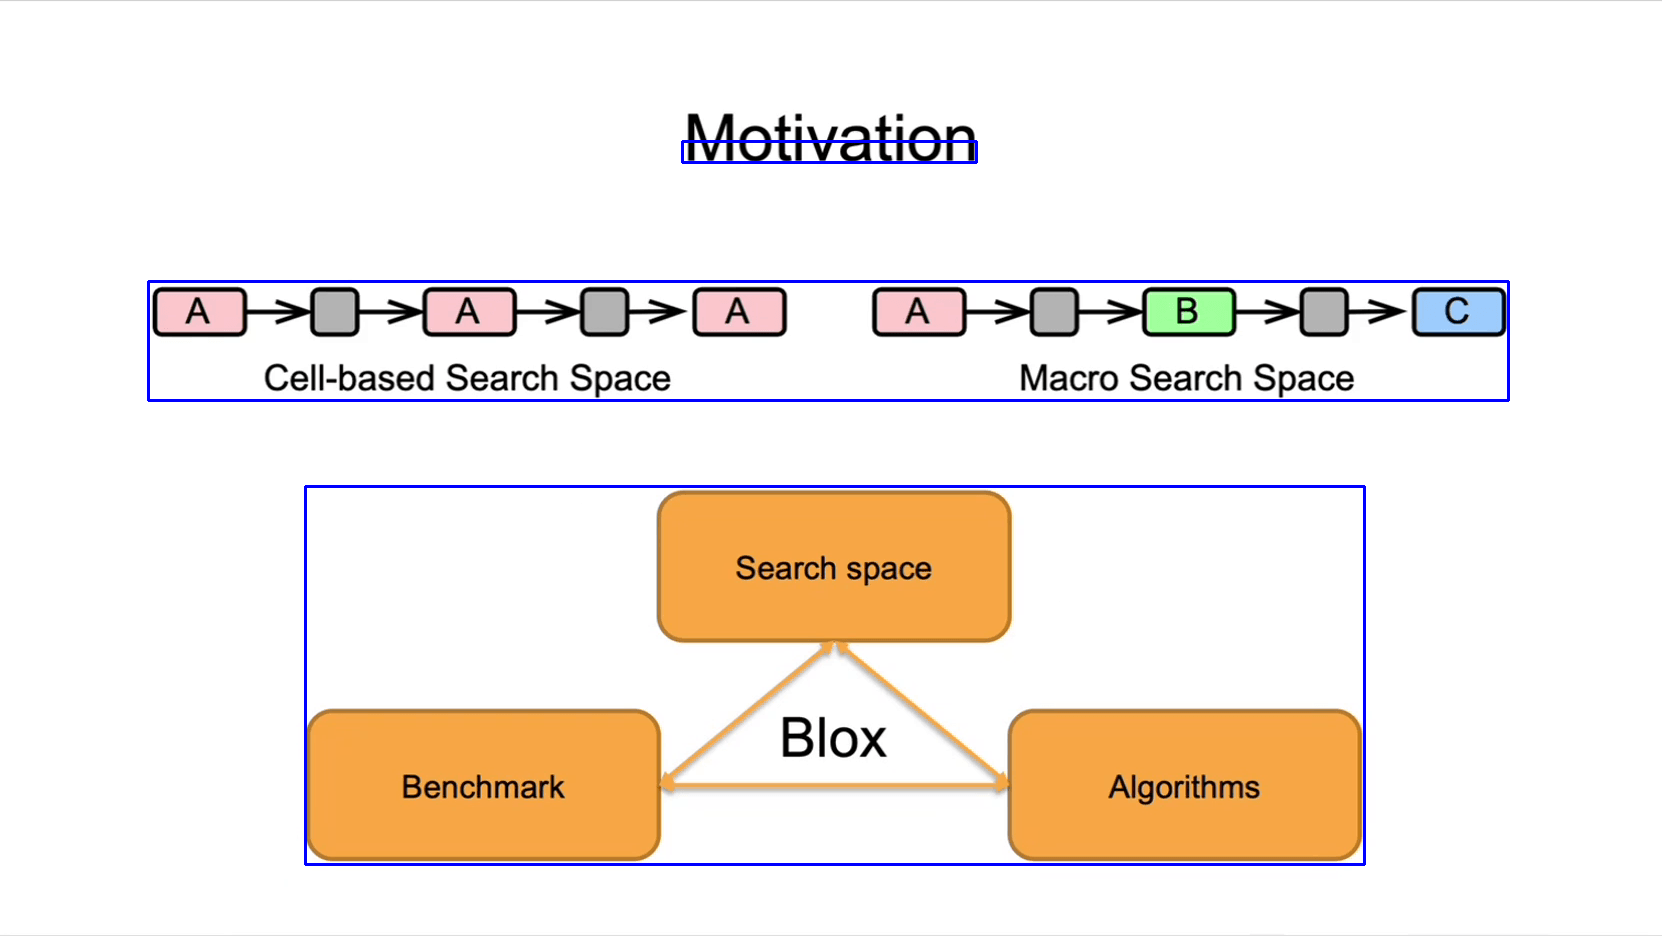 Motivation
A A A A B C
Cell-based Search Space Macro Search Space
Search space
Blox
Benchmark Algorithms